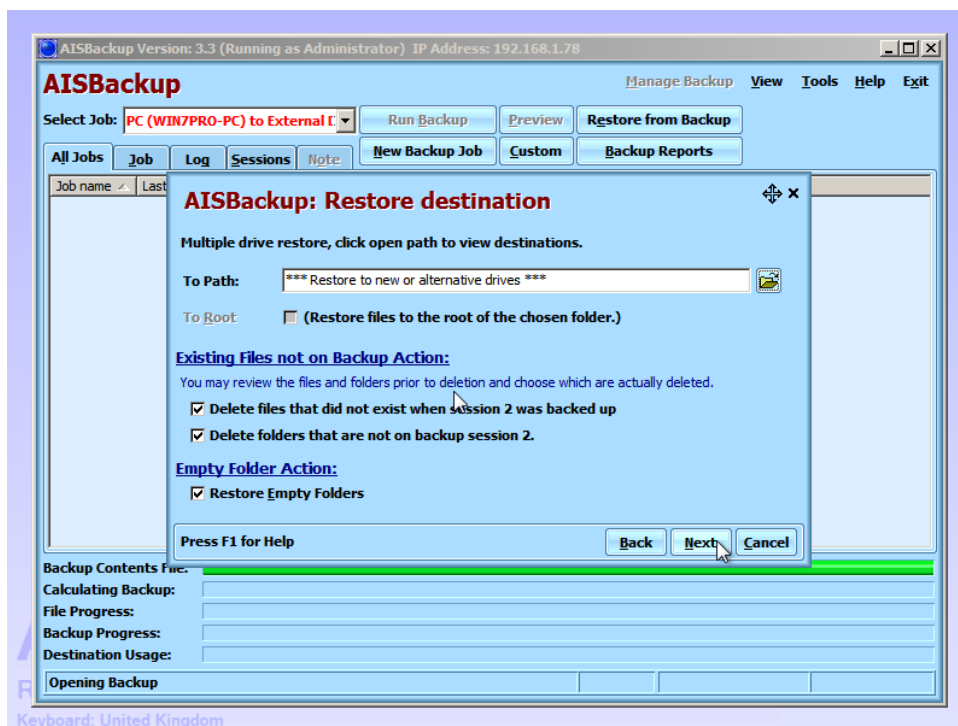 AISBackup Version: 3.3 (Running as Administrator) IP Address: 192.168.1.78
AISBackup
Manage Backup View Tools Help Exit
Select Job: PC (WIN7PRO-PC) to External Run Backup Preview Restore from Backup
All Jobs Job Log Sessions Note New Backup Job Custom Backup Reports
Job name Last
AISBackup: Restore destination
Multiple drive restore, click open path to view destinations.
To Path: *** Restore to new or alternative drives ***
To Root (Restore files to the root of the chosen folder.)
Existing Files not on Backup Action:
You may review the files and folders prior to deletion and choose which are actually deleted.
Delete files that did not exist when session 2 was backed up
Delete folders that are not on backup session 2.
Empty Folder Action:
Restore Empty Folders
Press F1 for Help Back Next Cancel
Backup Contents File:
Calculating Backup:
File Progress:
Backup Progress:
Destination Usage:
Opening Backup
Keyboard: United Kingdom